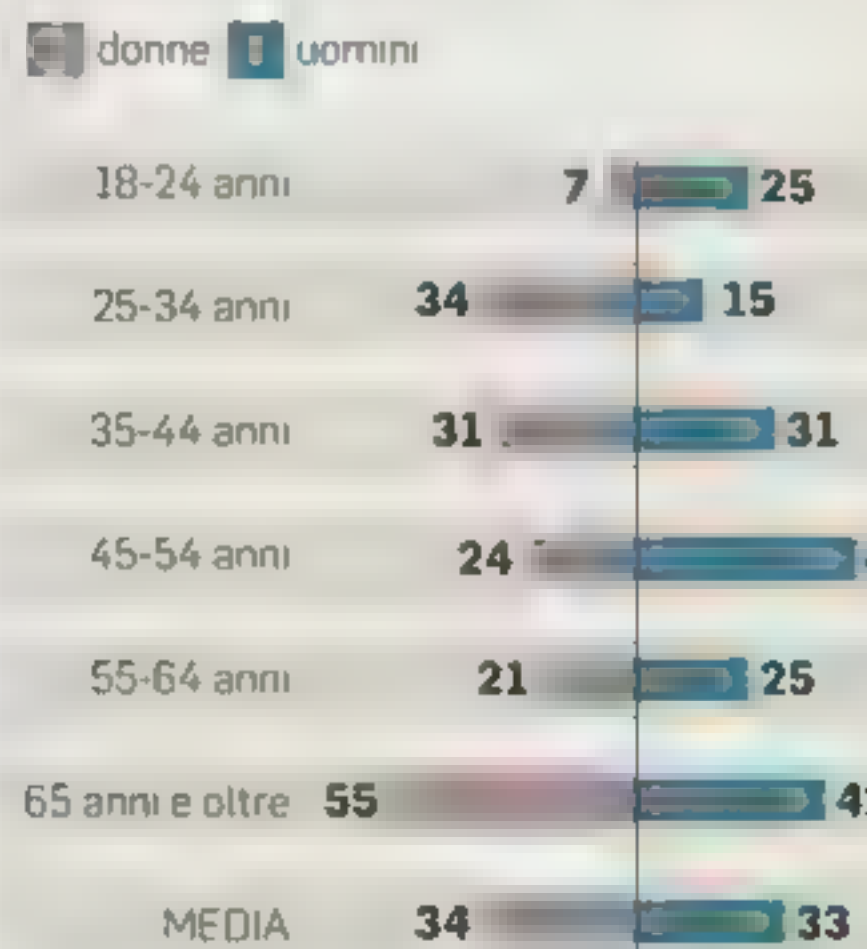 donne uomini
18-24 anni 7 25
25-34 anni 34 15
35-44 anni 31 31
45-54 anni 24
55-64 anni 21 25
65 anni e oltre 55
MEDIA 34 33